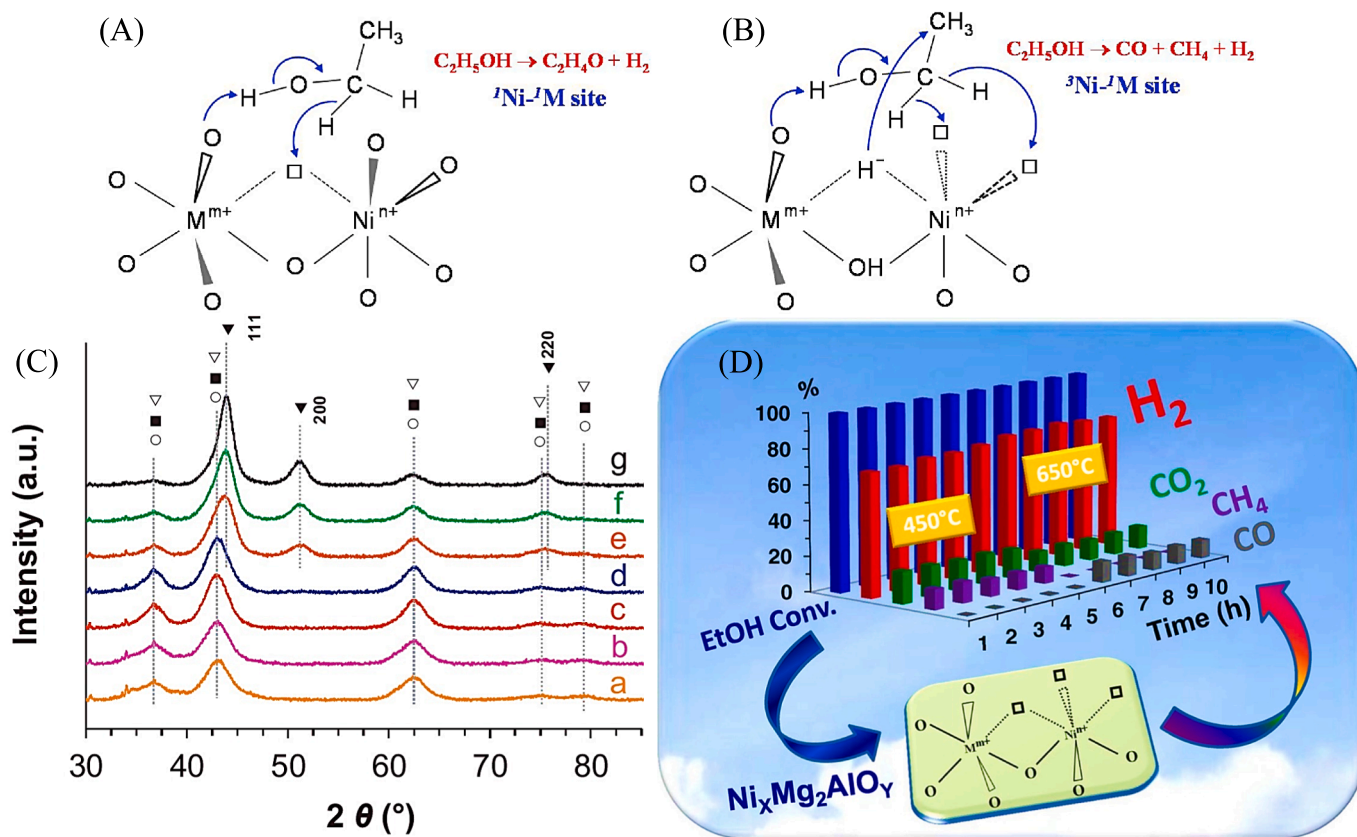 (A)
CH₃
H
O
C
H
H
C₂H₅OH → C₂H₄O + H₂
¹Ni-¹M site
O
O
O
O
O
Mᵐ⁺
Niⁿ⁺
O
O
O
O
O
(B)
CH₃
H
O
C
H
H
C₂H₅OH → CO + CH₄ + H₂
³Ni-¹M site
O
O
H⁻
Mᵐ⁺
Niⁿ⁺
O
OH
O
O
O
(C)
111
200
220
g
f
e
d
c
b
a
Intensity (a.u.)
30 40 50 60 70 80
2 θ (°)
(D)
%
100
80
60
40
20
0
H₂
650°C
450°C
CO₂
CH₄
CO
EtOH Conv.
1 2 3 4 5 6 7 8 9 10
Time (h)
O
O
O
Mᵐ⁺
Niⁿ⁺
O
O
O
O
O
NiₓMg₂AlOᵧ